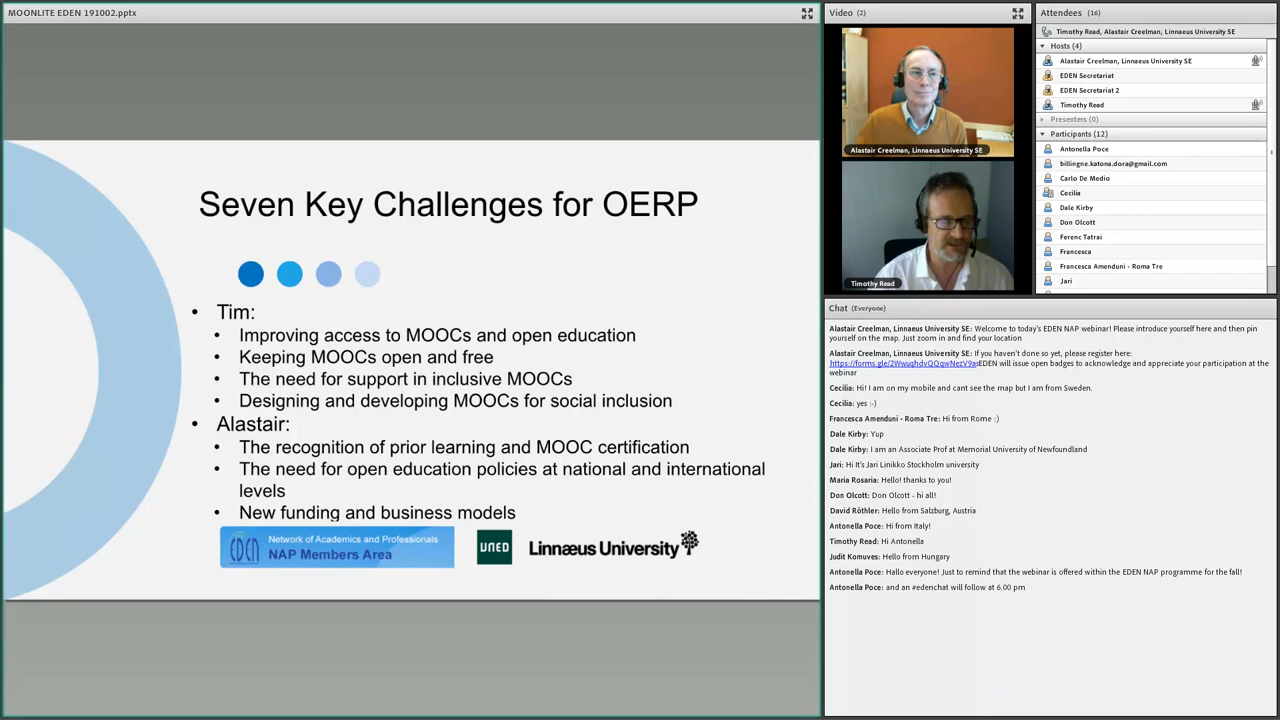 MOONLITE EDEN 191002.pptx
Seven Key Challenges for OERP
• Tim:
• Improving access to MOOCs and open education
• Keeping MOOCs open and free
• The need for support in inclusive MOOCs
• Designing and developing MOOCs for social inclusion
• Alastair:
• The recognition of prior learning and MOOC certification
• The need for open education policies at national and international
levels
• New funding and business models
EDEN
Network of Academics and Professionals
NAP Members Area
UNED
Linnæus University
Video (2)
Alastair Creelman, Linnaeus University SE
Timothy Read
Attendees (16)
Timothy Read, Alastair Creelman, Linnaeus University SE
Hosts (4)
Alastair Creelman, Linnaeus University SE
EDEN Secretariat
EDEN Secretariat 2
Timothy Read
Presenters (0)
Participants (12)
Antonella Poce
billingne.katona.dora@gmail.com
Carlo De Medio
Cecilia
Dale Kirby
Don Olcott
Ferenc Tatrai
Francesca
Francesca Amenduni - Roma Tre
Jari
Chat (Everyone)
Alastair Creelman, Linnaeus University SE: Welcome to today's EDEN NAP webinar! Please introduce yourself here and then pin
yourself on the map. Just zoom in and find your location
Alastair Creelman, Linnaeus University SE: If you haven't done so yet, please register here:
EDEN will issue open badges to acknowledge and appreciate your participation at the
webinar
Cecilia: Hi! I am on my mobile and cant see the map but I am from Sweden.
Cecilia: yes :-)
Francesca Amenduni - Roma Tre: Hi from Rome :)
Dale Kirby: Yup
Dale Kirby: I am an Associate Prof at Memorial University of Newfoundland
Jari: Hi It's Jari Linikko Stockholm university
Maria Rosaria: Hello! thanks to you!
Don Olcott: Don Olcott - hi all!
David Röthler: Hello from Salzburg, Austria
Antonella Poce: Hi from Italy!
Timothy Read: Hi Antonella
Judit Komuves: Hello from Hungary
Antonella Poce: Hallo everyone! Just to remind that the webinar is offered within the EDEN NAP programme for the fall!
Antonella Poce: and an #edenchat will follow at 6.00 pm